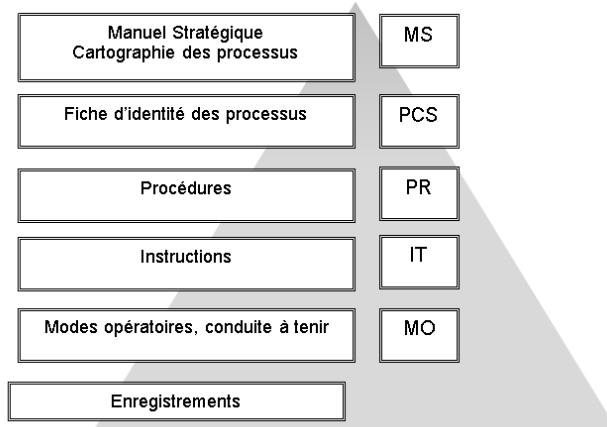 Manuel Stratégique
Cartographie des processus
MS
Fiche d'identité des processus
PCS
Procédures
PR
Instructions
IT
Modes opératoires, conduite à tenir
MO
Enregistrements